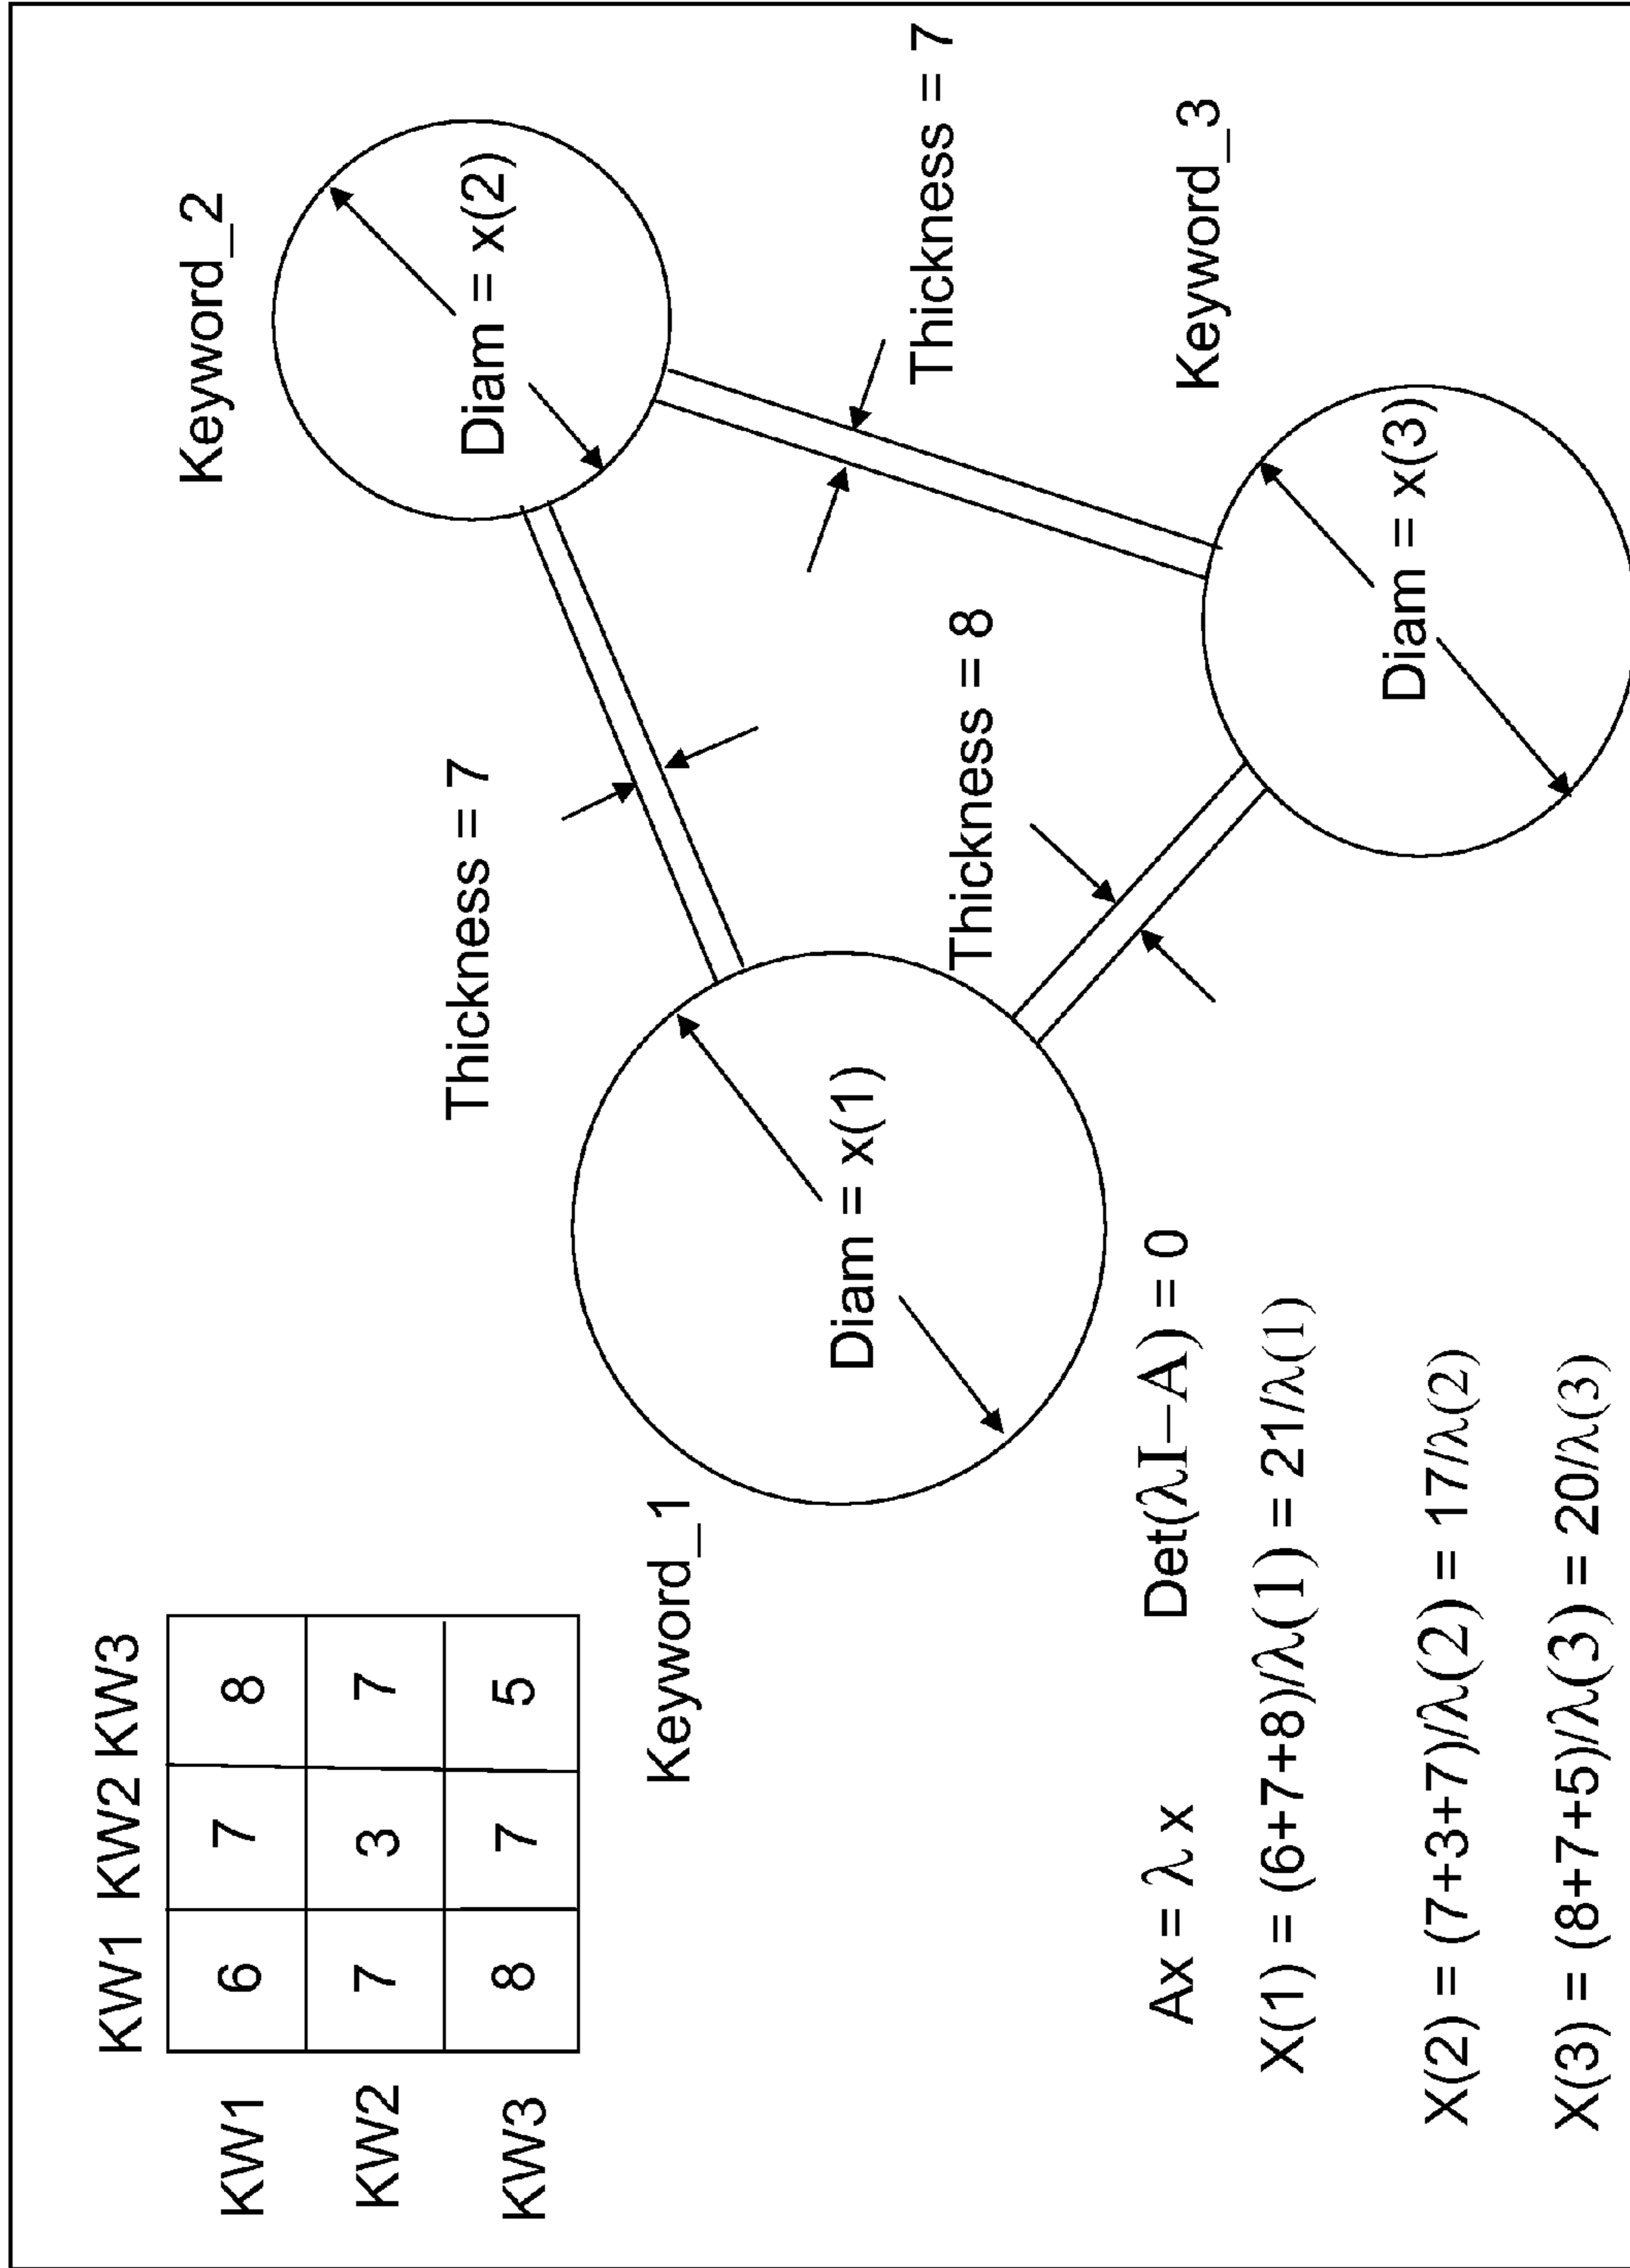 KW1 KW2 KW3
KW1 6 7 8
KW2 7 3 7
KW3 8 7 5
Keyword_1
Keyword_2
Keyword_3
Thickness = 7
Thickness = 8
Thickness = 7
Diam = x(1)
Diam = x(2)
Diam = x(3)
Ax = λ x Det(λI–A) = 0
X(1) = (6+7+8)/λ(1) = 21/λ(1)
X(2) = (7+3+7)/λ(2) = 17/λ(2)
X(3) = (8+7+5)/λ(3) = 20/λ(3)